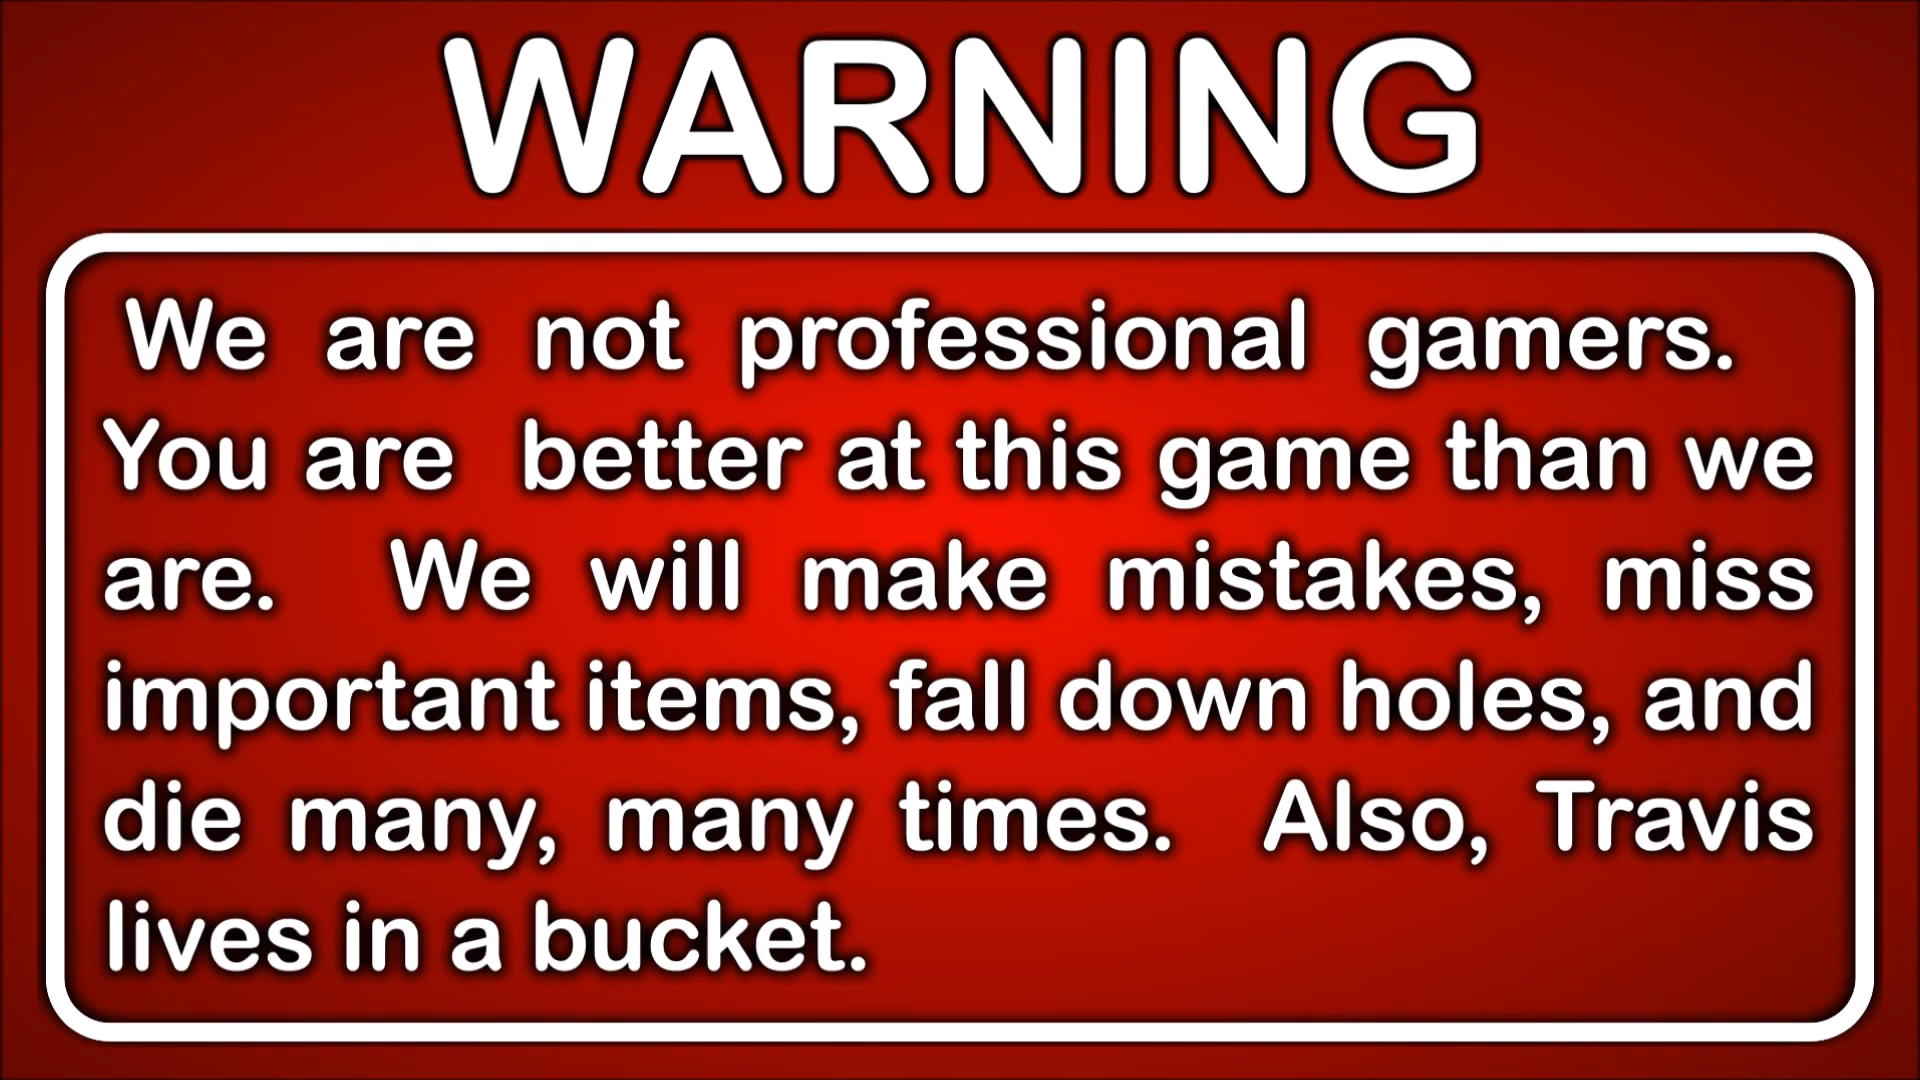 WARNING
We are not professional gamers.
You are better at this game than we
are. We will make mistakes, miss
important items, fall down holes, and
die many, many times. Also, Travis
lives in a bucket.